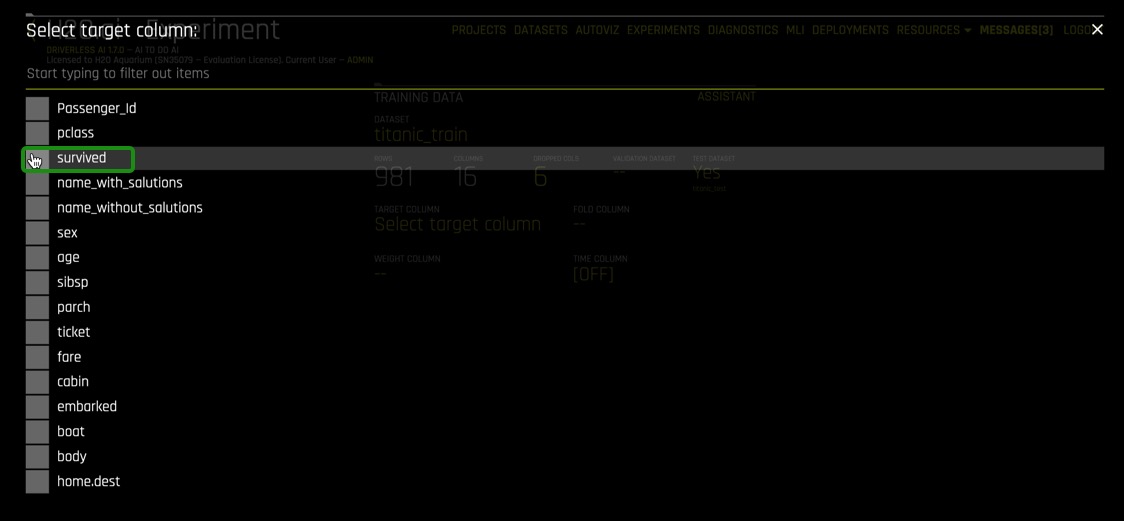 Select target column:
H2O.ai Experiment
PROJECTS DATASETS AUTOVIZ EXPERIMENTS DIAGNOSTICS MLI DEPLOYMENTS RESOURCES MESSAGES(3) LOGO
DRIVERLESS AI 1.7.0 – AI TO DO AI
Licensed to H2O Aquarium (SN35079 – Evaluation License), Current User – ADMIN
Start typing to filter out items
TRAINING DATA
ASSISTANT
Passenger_Id
DATASET
titanic_train
pclass
survived
ROWS COLUMNS DROPPED COLS VALIDATION DATASET TEST DATASET
981 16 6 -- Yes
name_with_salutions
name_without_salutions
TARGET COLUMN FOLD COLUMN
Select target column --
sex
age
WEIGHT COLUMN TIME COLUMN
-- [OFF]
sibsp
parch
ticket
fare
cabin
embarked
boat
body
home.dest